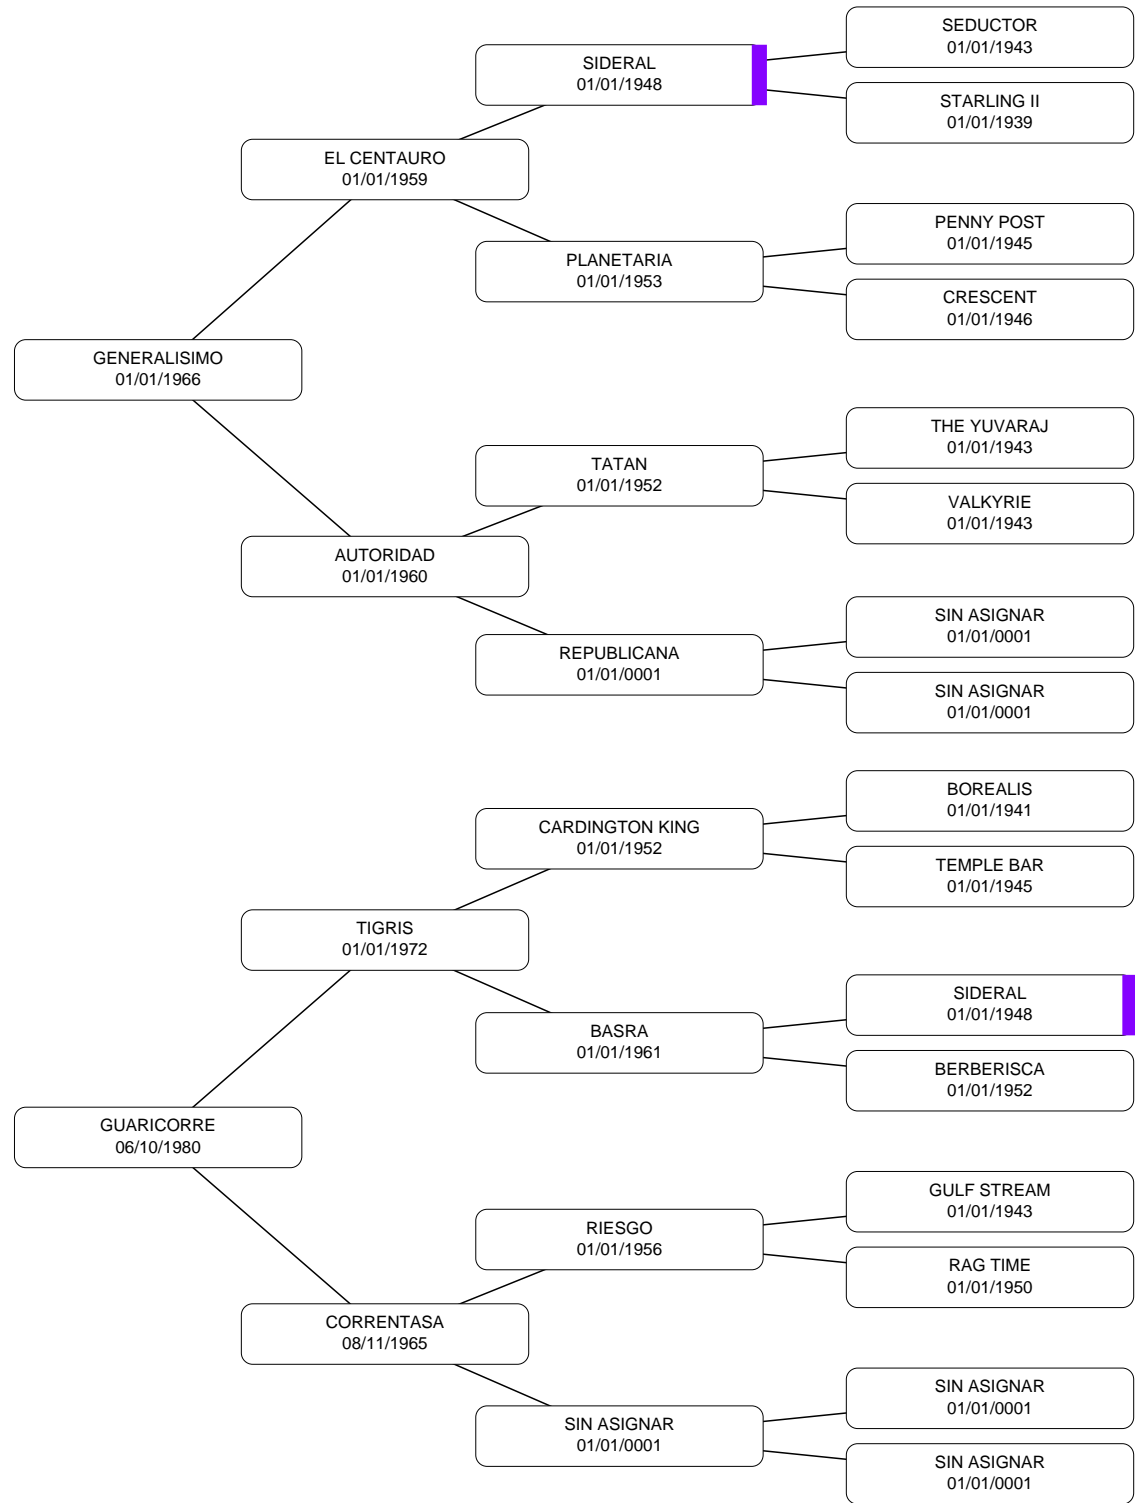 SEDUCTOR
01/01/1943
SIDERAL
01/01/1948
STARLING II
01/01/1939
EL CENTAURO
01/01/1959
PENNY POST
01/01/1945
PLANETARIA
01/01/1953
CRESCENT
01/01/1946
GENERALISIMO
01/01/1966
THE YUVARAJ
01/01/1943
TATAN
01/01/1952
VALKYRIE
01/01/1943
AUTORIDAD
01/01/1960
SIN ASIGNAR
01/01/0001
REPUBLICANA
01/01/0001
SIN ASIGNAR
01/01/0001
BOREALIS
01/01/1941
CARDINGTON KING
01/01/1952
TEMPLE BAR
01/01/1945
TIGRIS
01/01/1972
SIDERAL
01/01/1948
BASRA
01/01/1961
BERBERISCA
01/01/1952
GUARICORRE
06/10/1980
GULF STREAM
01/01/1943
RIESGO
01/01/1956
RAG TIME
01/01/1950
CORRENTASA
08/11/1965
SIN ASIGNAR
01/01/0001
SIN ASIGNAR
01/01/0001
SIN ASIGNAR
01/01/0001